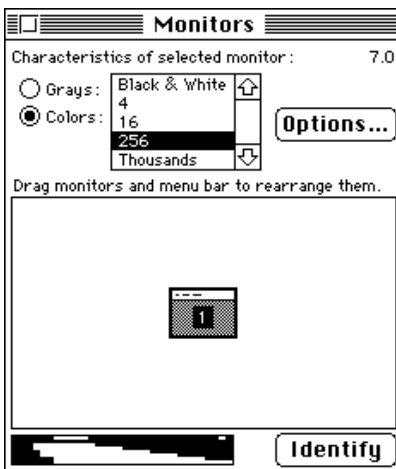 Monitors
Characteristics of selected monitor: 7.0
Grays:
Colors:
Black & White
4
16
256
Thousands
Options...
Drag monitors and menu bar to rearrange them.
1
Identify